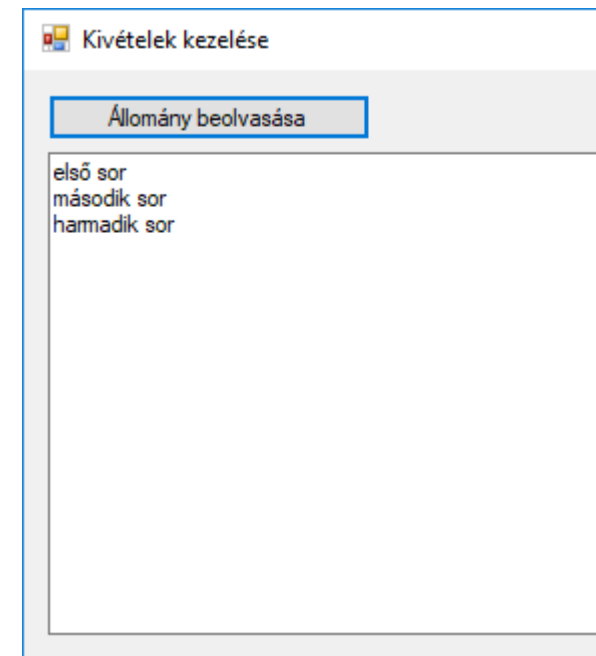 Kivételek kezelése
Állomány beolvasása
első sor
második sor
harmadik sor